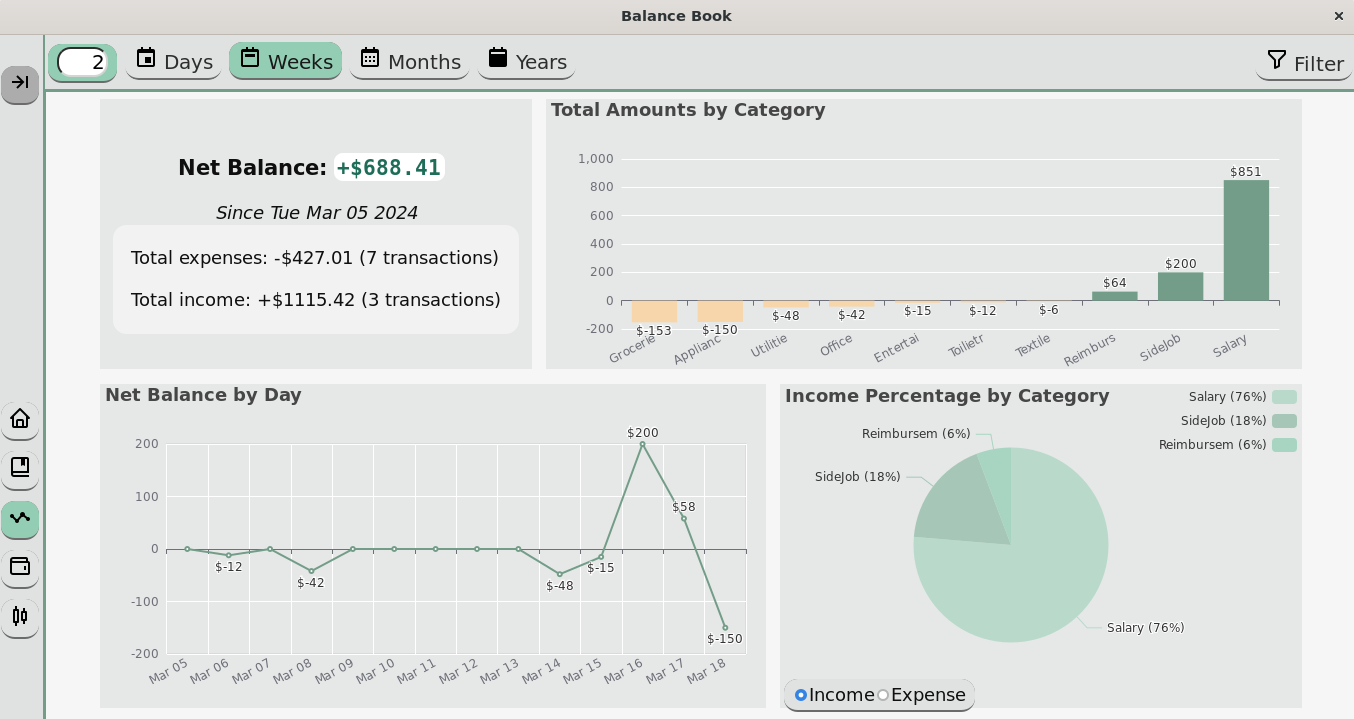 Balance Book
2
Days
Weeks
Months
Years
Filter
Net Balance: +$688.41
Since Tue Mar 05 2024
Total expenses: -$427.01 (7 transactions)
Total income: +$1115.42 (3 transactions)
Total Amounts by Category
1,000
800
600
400
200
0
-200
$-153
$-150
$-48
$-42
$-15
$-12
$-6
$64
$200
$851
Grocerie
Applianc
Utilitie
Office
Entertai
Toiletr
Textile
Reimburs
SideJob
Salary
Net Balance by Day
200
100
0
-100
-200
$-12
$-42
$-48
$-15
$200
$58
$-150
Mar 05
Mar 06
Mar 07
Mar 08
Mar 09
Mar 10
Mar 11
Mar 12
Mar 13
Mar 14
Mar 15
Mar 16
Mar 17
Mar 18
Income Percentage by Category
Salary (76%)
SideJob (18%)
Reimbursem (6%)
Reimbursem (6%)
SideJob (18%)
Salary (76%)
Income
Expense